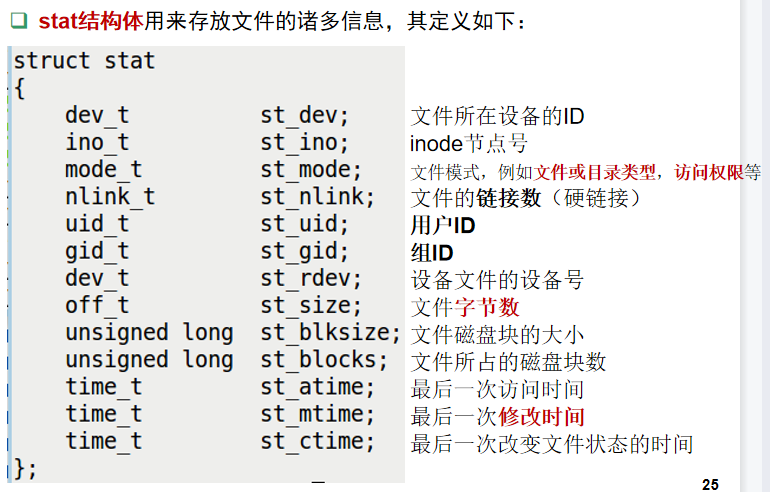 stat结构体用来存放文件的诸多信息，其定义如下：
struct stat
{
dev_t st_dev; 文件所在设备的ID
ino_t st_ino; inode节点号
mode_t st_mode; 文件模式，例如文件或目录类型，访问权限等
nlink_t st_nlink; 文件的链接数（硬链接）
uid_t st_uid; 用户ID
gid_t st_gid; 组ID
dev_t st_rdev; 设备文件的设备号
off_t st_size; 文件字节数
unsigned long st_blksize; 文件磁盘块的大小
unsigned long st_blocks; 文件所占的磁盘块数
time_t st_atime; 最后一次访问时间
time_t st_mtime; 最后一次修改时间
time_t st_ctime; 最后一次改变文件状态的时间
};
25